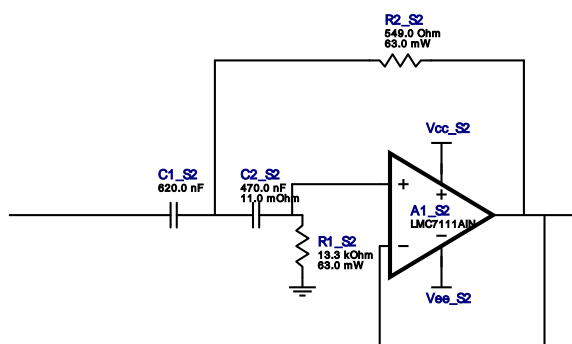 R2_S2
549.0 Ohm
63.0 mW
Vcc_S2
C1_S2
620.0 nF
C2_S2
470.0 nF
11.0 mOhm
+
+
A1_S2
LMC7111AIN
−
−
R1_S2
13.3 kOhm
63.0 mW
Vee_S2